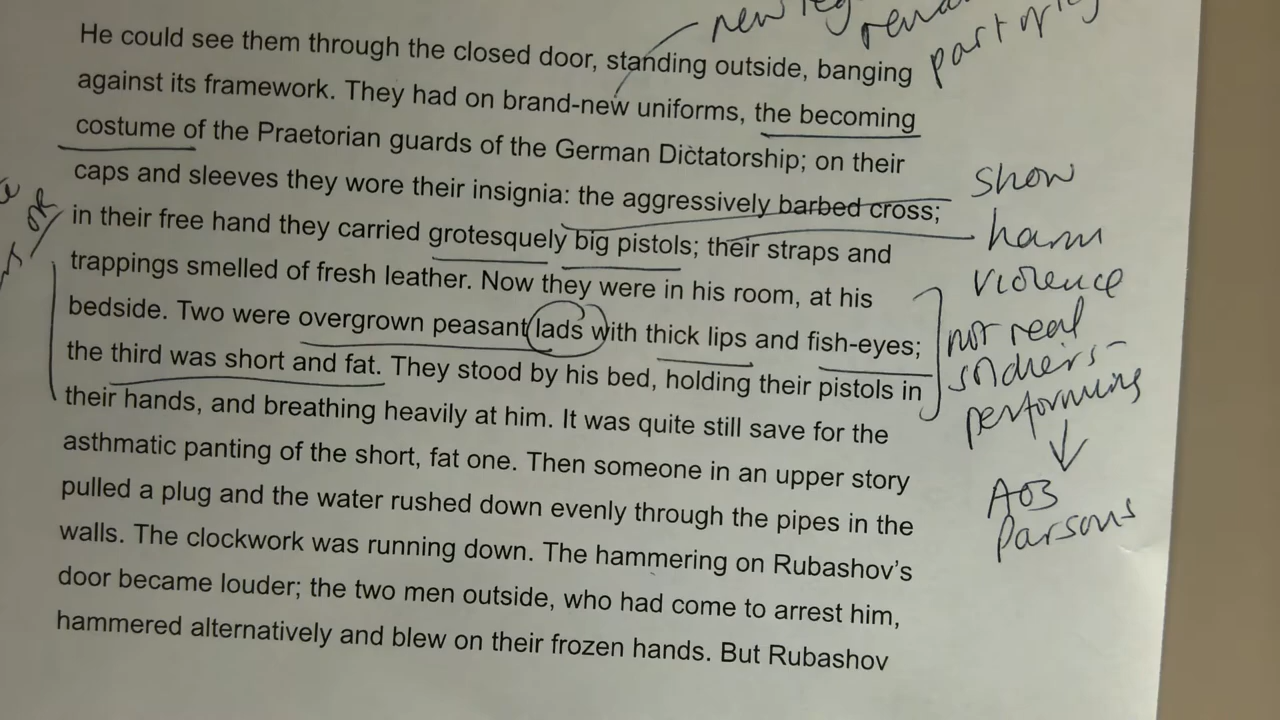 new
part of
He could see them through the closed door, standing outside, banging
against its framework. They had on brand-new uniforms, the becoming
costume of the Praetorian guards of the German Dictatorship; on their
caps and sleeves they wore their insignia: the aggressively barbed cross;
in their free hand they carried grotesquely big pistols; their straps and
trappings smelled of fresh leather. Now they were in his room, at his
bedside. Two were overgrown peasant lads with thick lips and fish-eyes;
the third was short and fat. They stood by his bed, holding their pistols in
their hands, and breathing heavily at him. It was quite still save for the
asthmatic panting of the short, fat one. Then someone in an upper story
pulled a plug and the water rushed down evenly through the pipes in the
walls. The clockwork was running down. The hammering on Rubashov's
door became louder; the two men outside, who had come to arrest him,
hammered alternatively and blew on their frozen hands. But Rubashov
show
harm
violence
not real
soldiers-
performing
AO3
Parsons